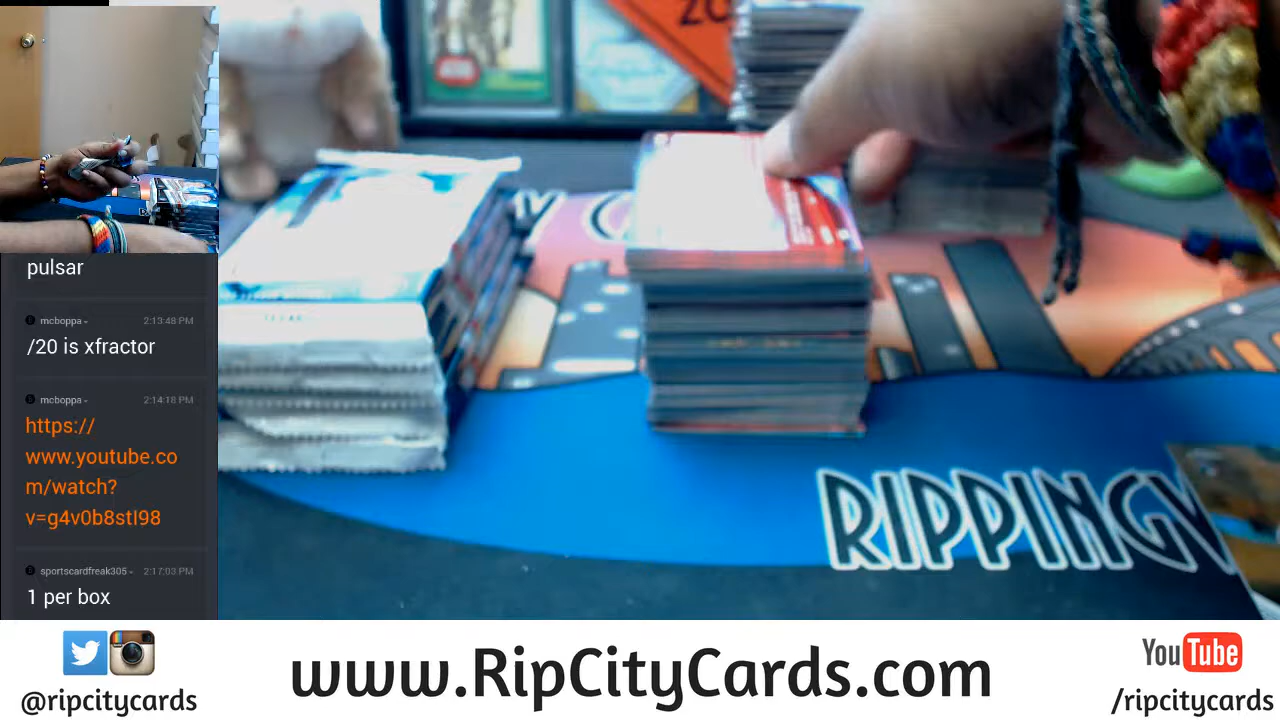 20
pulsar
mcboppa
2:13:48 PM
/20 is xfractor
mcboppa
2:14:18 PM
https://
www.youtube.co
m/watch?
v=g4v0b8stI98
sportscardfreak305
2:17:03 PM
1 per box
RIPPING
@ripcitycards
www.RipCityCards.com
YouTube
/ripcitycards